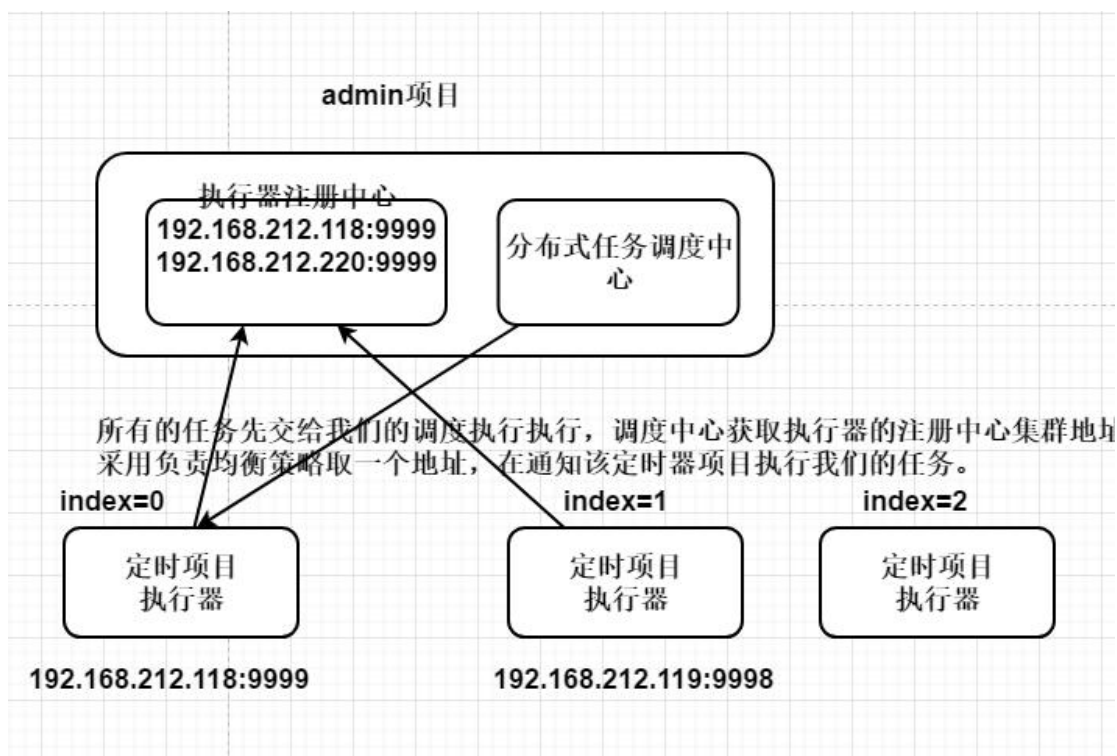 admin项目
执行器注册中心
192.168.212.118:9999
192.168.212.220:9999
分布式任务调度中
心
所有的任务先交给我们的调度执行执行，调度中心获取执行器的注册中心集群地址
采用负责均衡策略取一个地址，在通知该定时器项目执行我们的任务。
index=0
index=1
index=2
定时项目
执行器
定时项目
执行器
定时项目
执行器
192.168.212.118:9999
192.168.212.119:9998